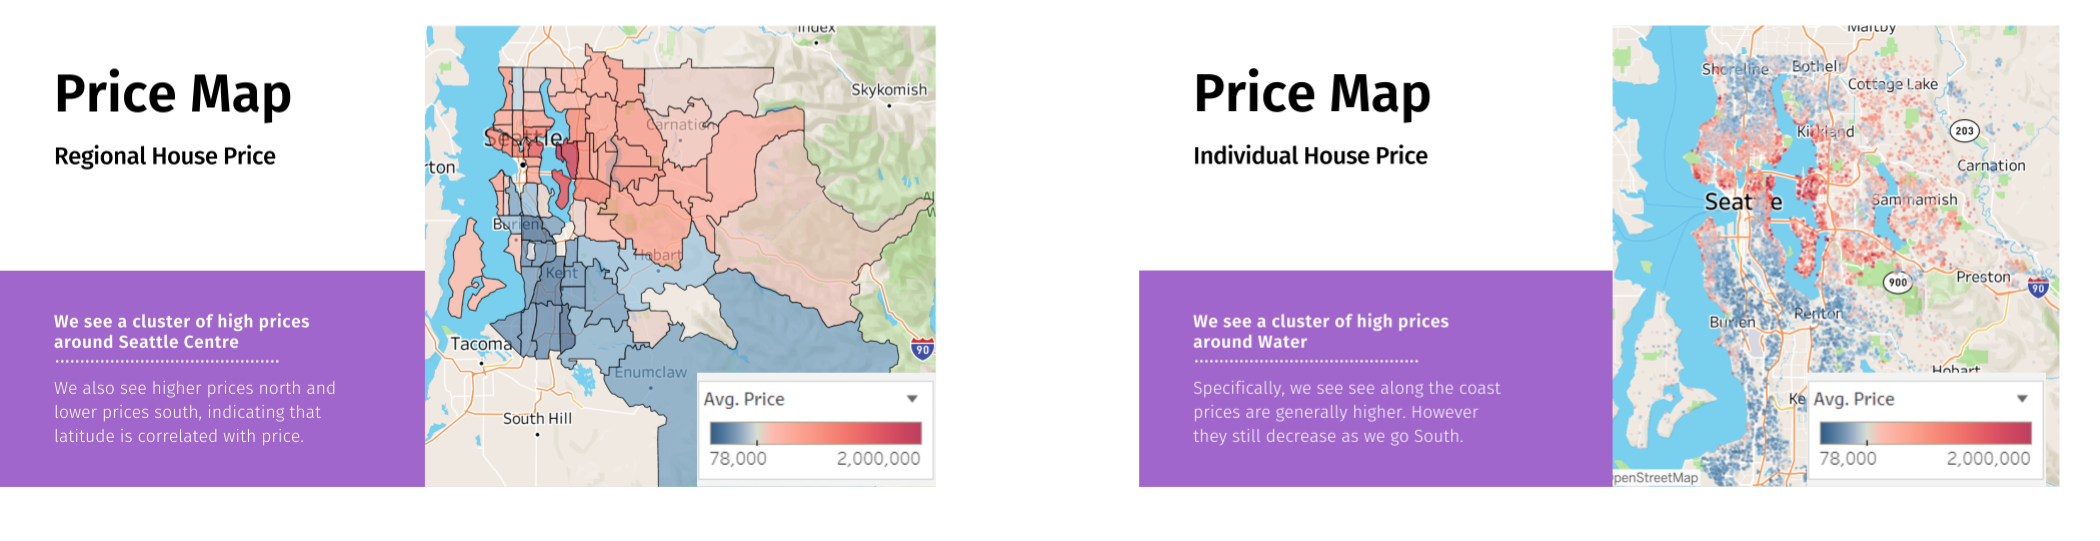 Price Map
Regional House Price
We see a cluster of high prices
around Seattle Centre
We also see higher prices north and
lower prices south, indicating that
latitude is correlated with price.
Index
Skykomish
Carnation
Seattle
rton
Burien
Hobart
Kent
Tacoma
90
Enumclaw
South Hill
Avg. Price
78,000
2,000,000
Price Map
Individual House Price
We see a cluster of high prices
around Water
Specifically, we see see along the coast
prices are generally higher. However
they still decrease as we go South.
Maltby
Shoreline
Bothell
Cottage Lake
Kirkland
203
Carnation
Sammamish
Seat e
Preston
900
90
Burien
Renton
Hobart
Ke
Avg. Price
78,000
2,000,000
penStreetMap